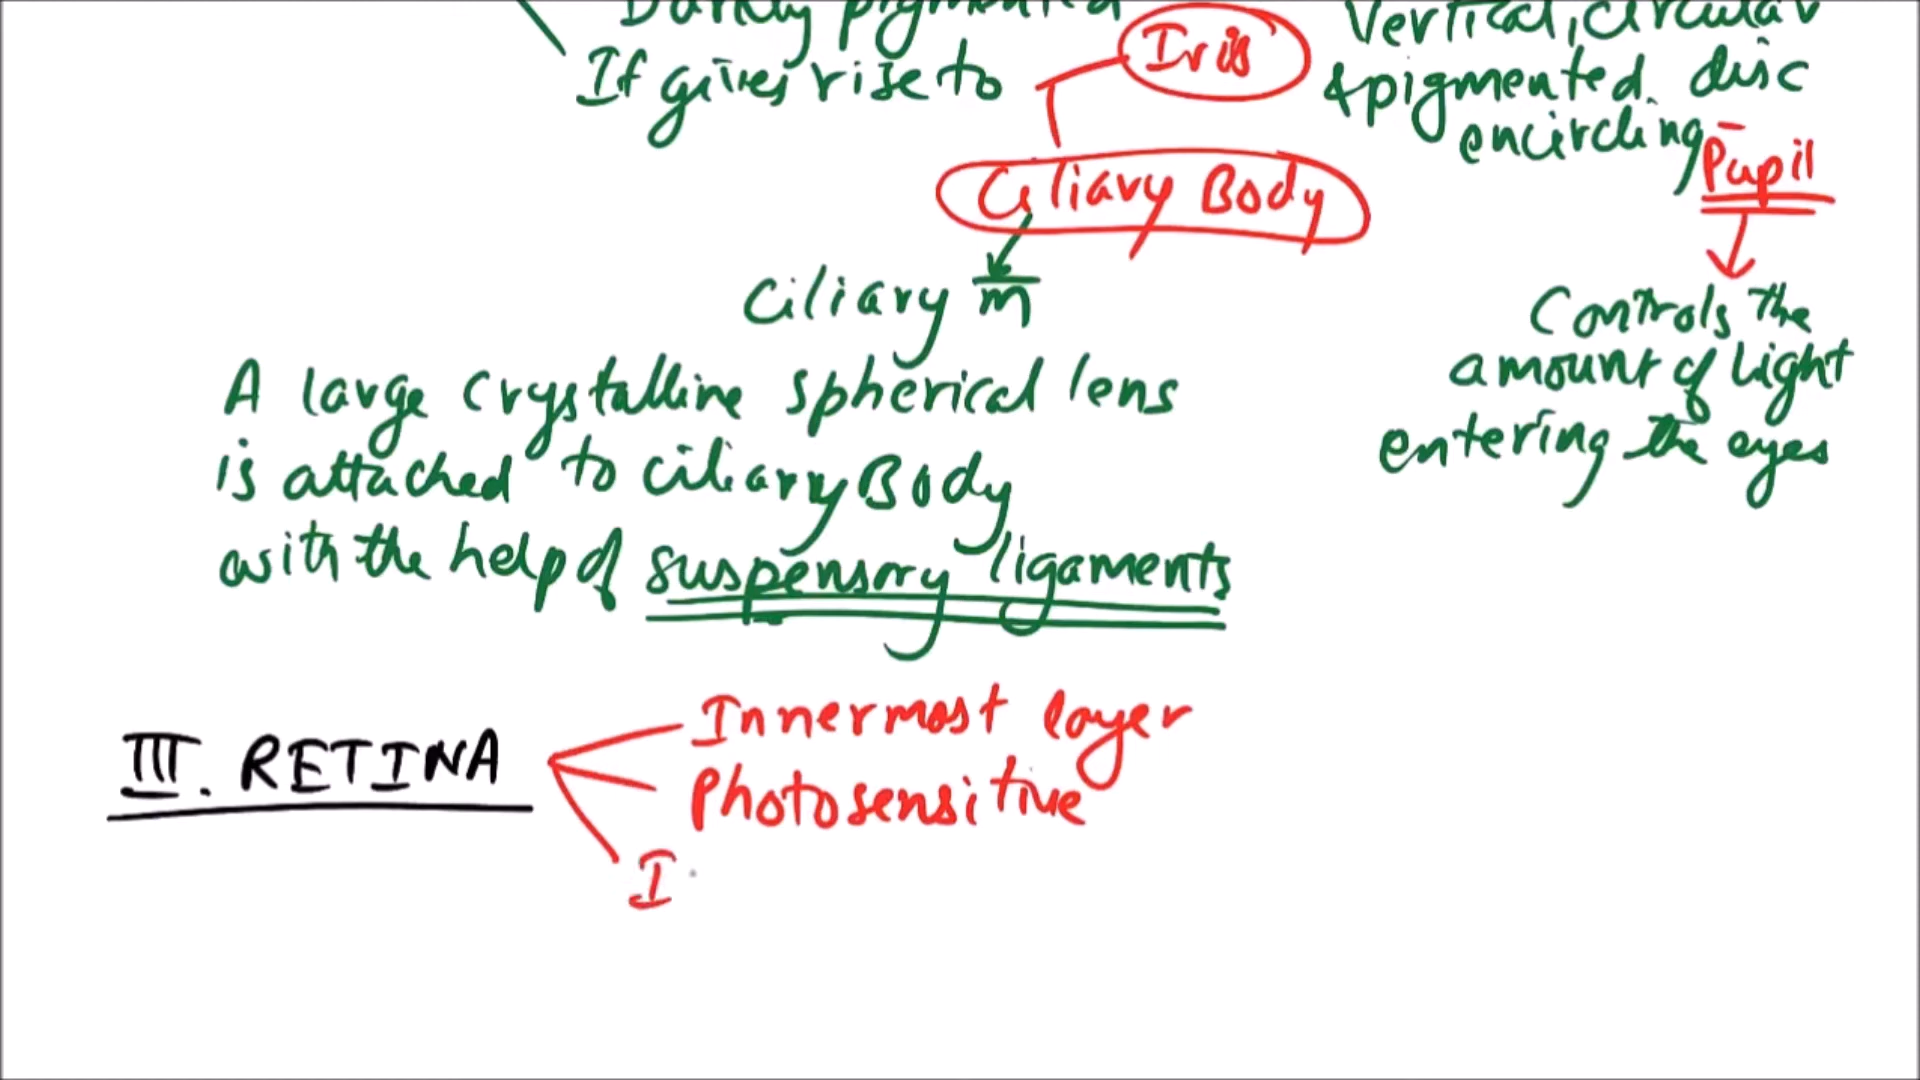 Darkly pigmented
If gives rise to
Iris
Vertical, circular
& pigmented disc
encircling
Pupil
Ciliary Body
Ciliary m
Controls the
amount of light
entering the eyes
A large crystalline spherical lens
is attached to ciliary Body
with the help of suspensory ligaments
III. RETINA
Innermost layer
Photosensitive
I